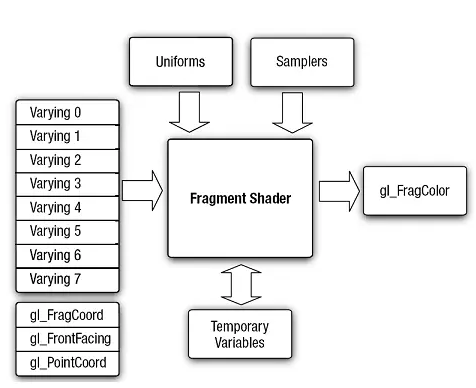 Uniforms
Samplers
Varying 0
Varying 1
Varying 2
Varying 3
Varying 4
Varying 5
Varying 6
Varying 7
Fragment Shader
gl_FragColor
gl_FragCoord
gl_FrontFacing
gl_PointCoord
Temporary
Variables